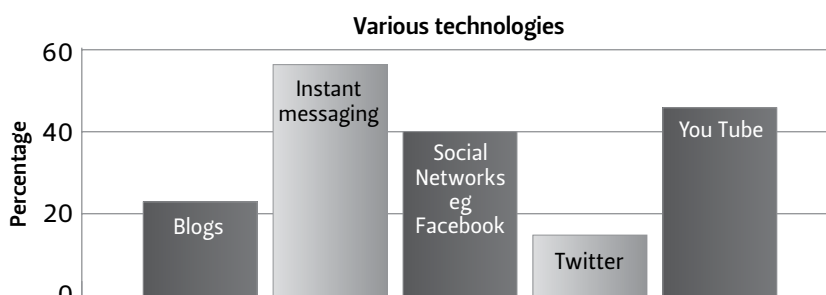 Various technologies
Percentage
60
40
20
0
Blogs
Instant
messaging
Social
Networks
eg
Facebook
Twitter
You Tube